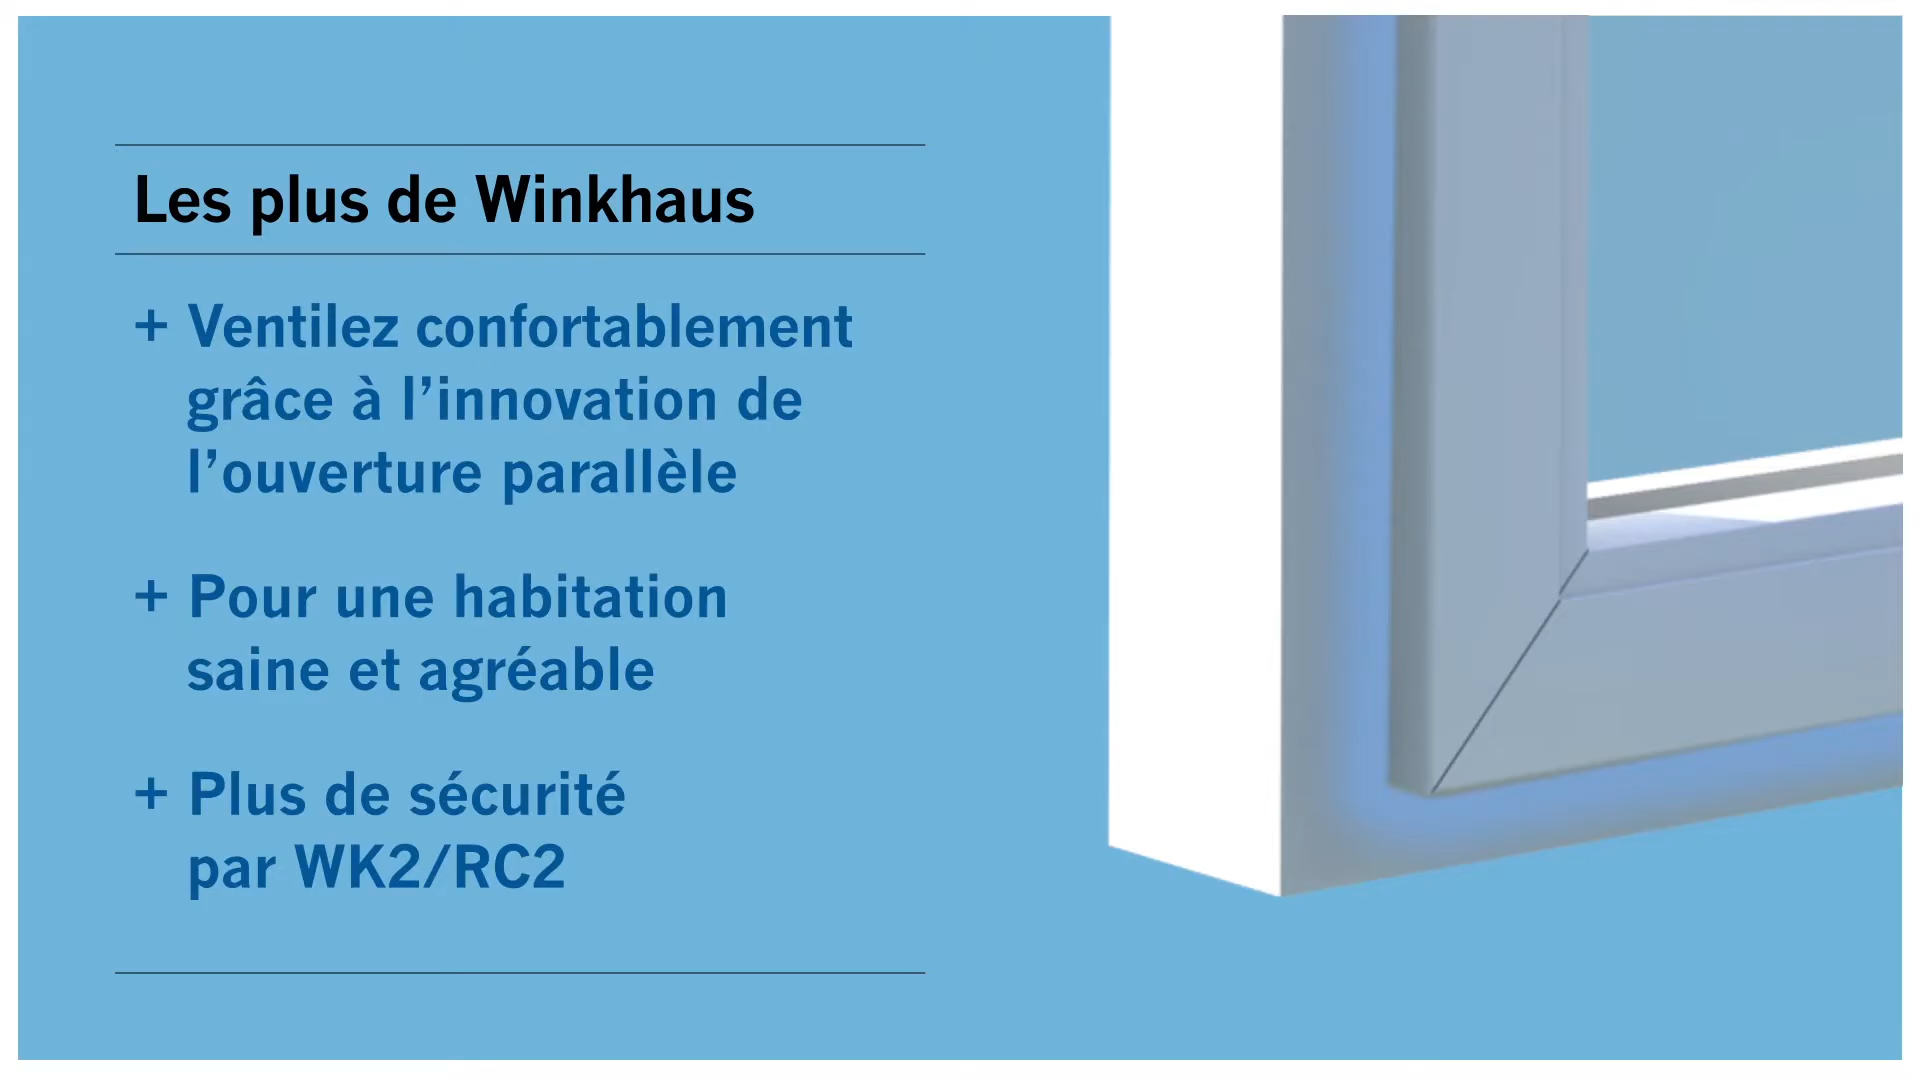 Les plus de Winkhaus
+ Ventilez confortablement
grâce à l’innovation de
l’ouverture parallèle
+ Pour une habitation
saine et agréable
+ Plus de sécurité
par WK2/RC2